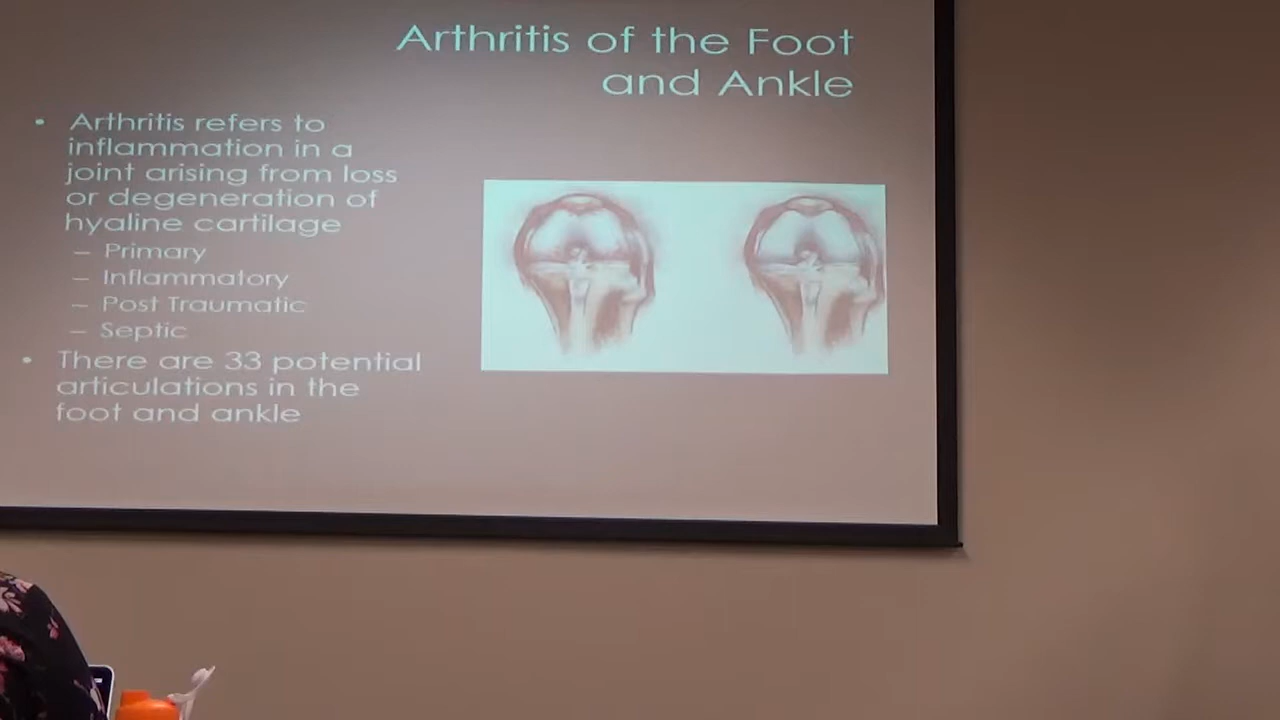 Arthritis of the Foot
and Ankle
• Arthritis refers to
inflammation in a
joint arising from loss
or degeneration of
hyaline cartilage
– Primary
– Inflammatory
– Post Traumatic
– Septic
• There are 33 potential
articulations in the
foot and ankle